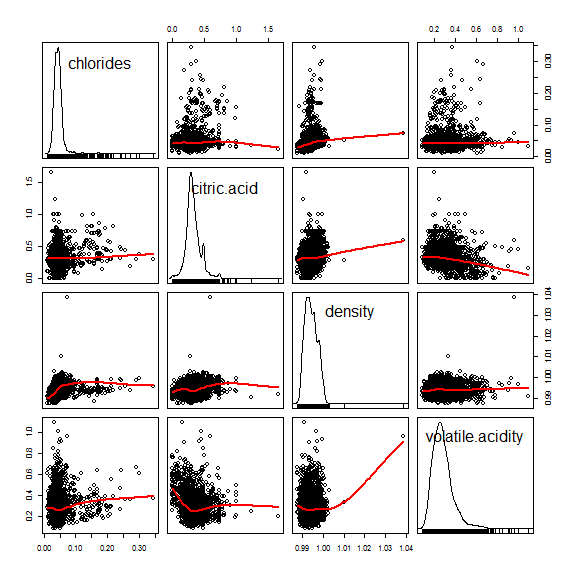 0.0 0.5 1.0 1.5 0.2 0.4 0.6 0.8 1.0
chlorides
0.00 0.10 0.20 0.30
citric.acid
0.0 0.5 1.0 1.5
density
0.99 1.00 1.01 1.02 1.03 1.04
volatile.acidity
0.2 0.4 0.6 0.8 1.0
0.00 0.10 0.20 0.30 0.99 1.00 1.01 1.02 1.03 1.04